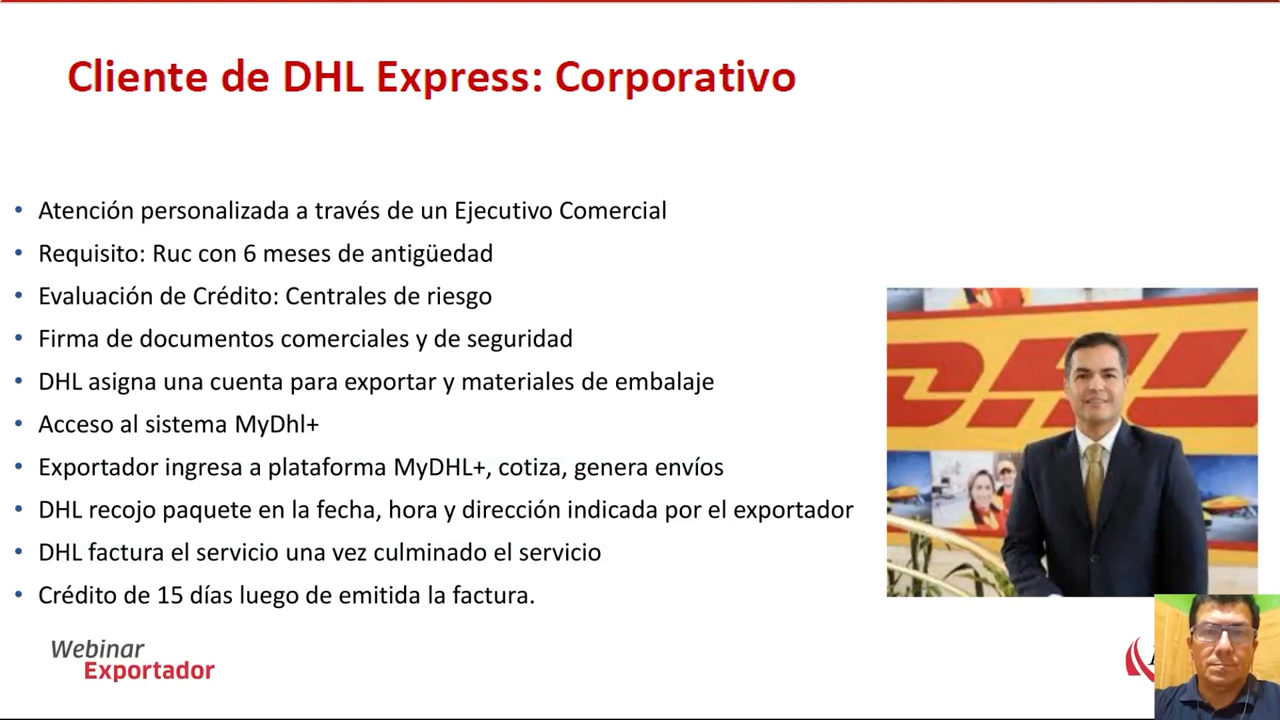 Cliente de DHL Express: Corporativo
• Atención personalizada a través de un Ejecutivo Comercial
• Requisito: Ruc con 6 meses de antigüedad
• Evaluación de Crédito: Centrales de riesgo
• Firma de documentos comerciales y de seguridad
• DHL asigna una cuenta para exportar y materiales de embalaje
• Acceso al sistema MyDhl+
• Exportador ingresa a plataforma MyDHL+, cotiza, genera envíos
• DHL recojo paquete en la fecha, hora y dirección indicada por el exportador
• DHL factura el servicio una vez culminado el servicio
• Crédito de 15 días luego de emitida la factura.
DHL
Webinar
Exportador